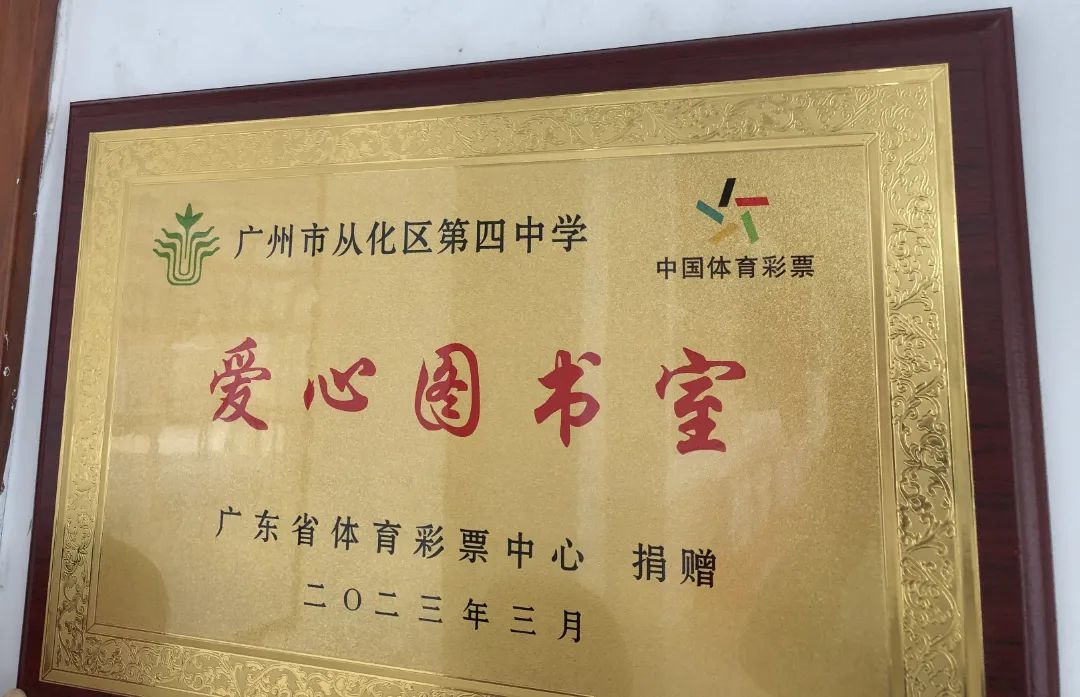 广州市从化区第四中学
中国体育彩票
爱心图书室
广东省体育彩票中心 捐赠
二〇二三年三月